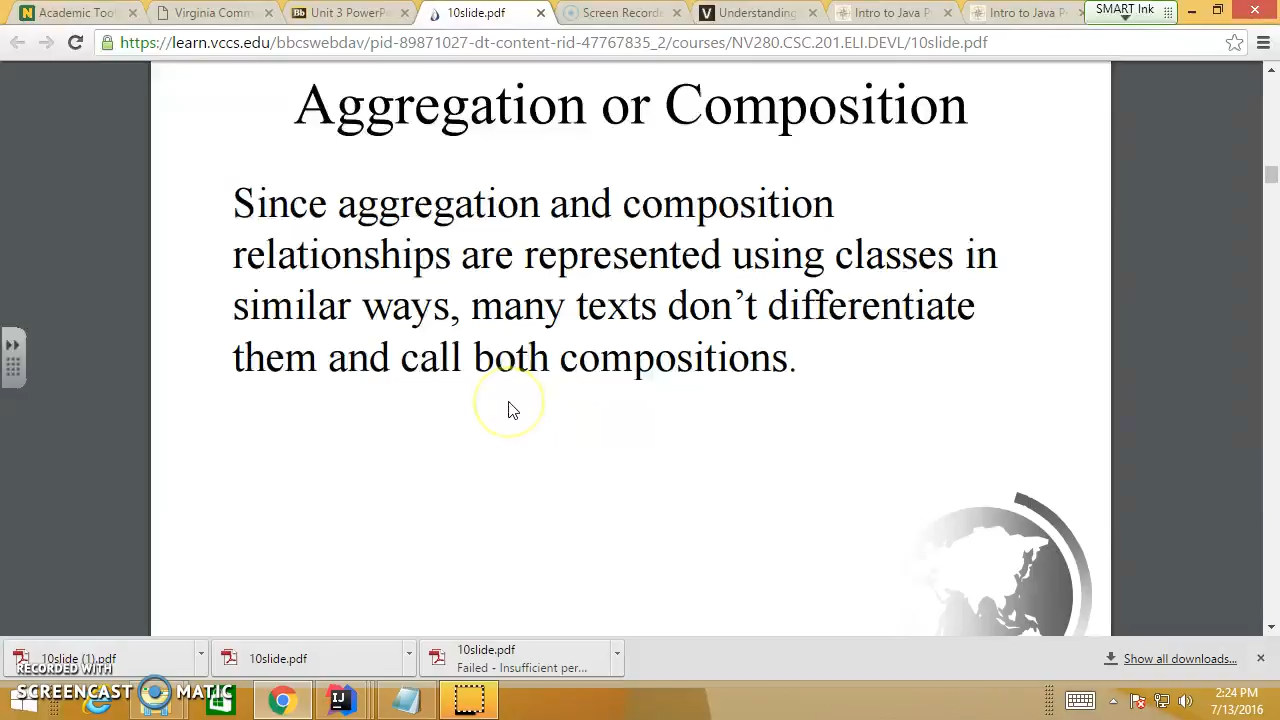 Academic Tool
Virginia Comm
Bb Unit 3 PowerP
10slide.pdf
Screen Record
V Understanding
Intro to Java P
Intro to Java P
SMART Ink
https://learn.vccs.edu/bbcswebdav/pid-89871027-dt-content-rid-47767835_2/courses/NV280.CSC.201.ELI.DEVL/10slide.pdf
Aggregation or Composition
Since aggregation and composition
relationships are represented using classes in
similar ways, many texts don’t differentiate
them and call both compositions.
10slide (1).pdf
10slide.pdf
10slide.pdf
Failed - Insufficient per...
Show all downloads...
RECORDED WITH
SCREENCAST MATIC
2:24 PM
7/13/2016